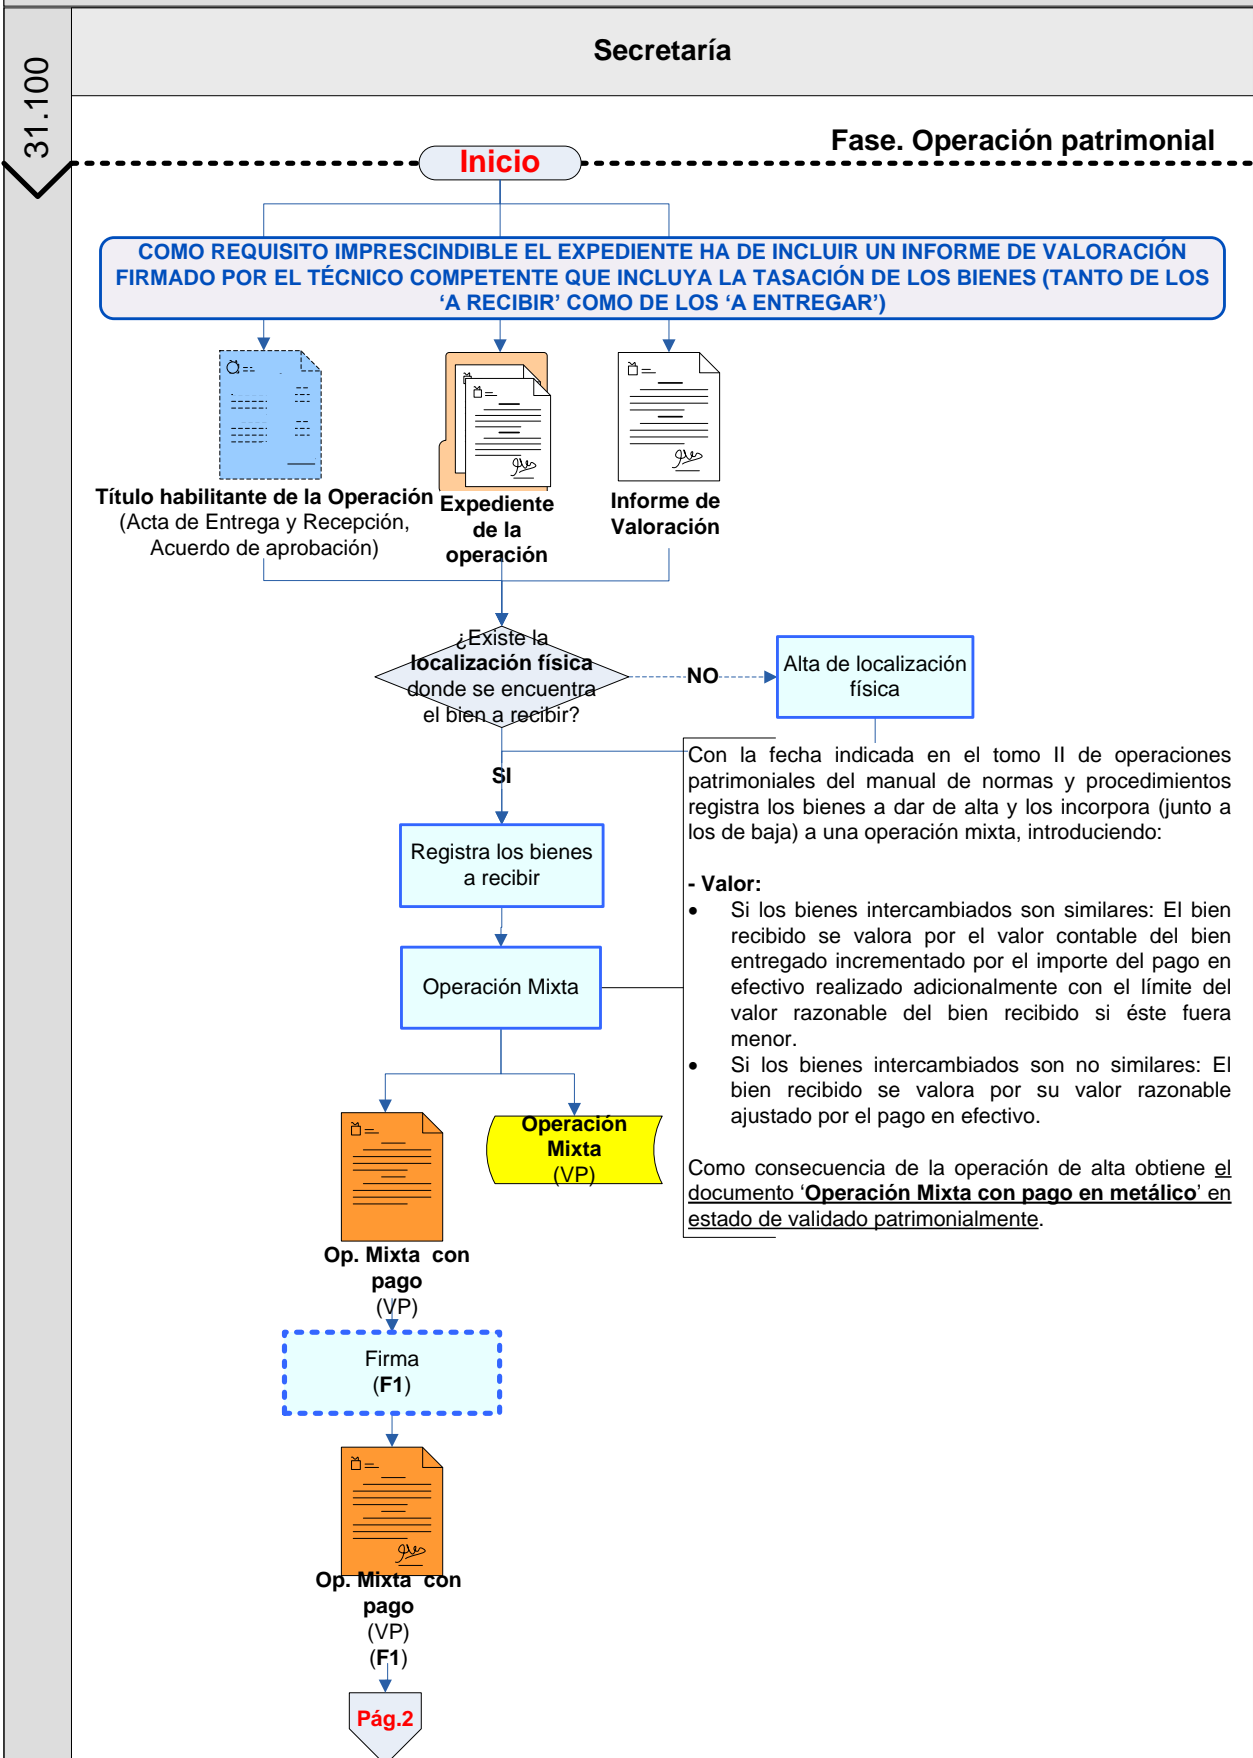 Secretaría
31.100
Fase. Operación patrimonial
Inicio
COMO REQUISITO IMPRESCINDIBLE EL EXPEDIENTE HA DE INCLUIR UN INFORME DE VALORACIÓN
FIRMADO POR EL TÉCNICO COMPETENTE QUE INCLUYA LA TASACIÓN DE LOS BIENES (TANTO DE LOS
‘A RECIBIR’ COMO DE LOS ‘A ENTREGAR’)
Título habilitante de la Operación
(Acta de Entrega y Recepción,
Acuerdo de aprobación)
Expediente
de la
operación
Informe de
Valoración
¿Existe la
localización física
donde se encuentra
el bien a recibir?
NO
Alta de localización
física
SI
Registra los bienes
a recibir
Operación Mixta
Con la fecha indicada en el tomo II de operaciones
patrimoniales del manual de normas y procedimientos
registra los bienes a dar de alta y los incorpora (junto a
los de baja) a una operación mixta, introduciendo:
- Valor:
• Si los bienes intercambiados son similares: El bien
recibido se valora por el valor contable del bien
entregado incrementado por el importe del pago en
efectivo realizado adicionalmente con el límite del
valor razonable del bien recibido si éste fuera
menor.
• Si los bienes intercambiados son no similares: El
bien recibido se valora por su valor razonable
ajustado por el pago en efectivo.
Como consecuencia de la operación de alta obtiene el
documento ‘Operación Mixta con pago en metálico’ en
estado de validado patrimonialmente.
Operación
Mixta
(VP)
Op. Mixta con
pago
(VP)
Firma
(F1)
Op. Mixta con
pago
(VP)
(F1)
Pág.2